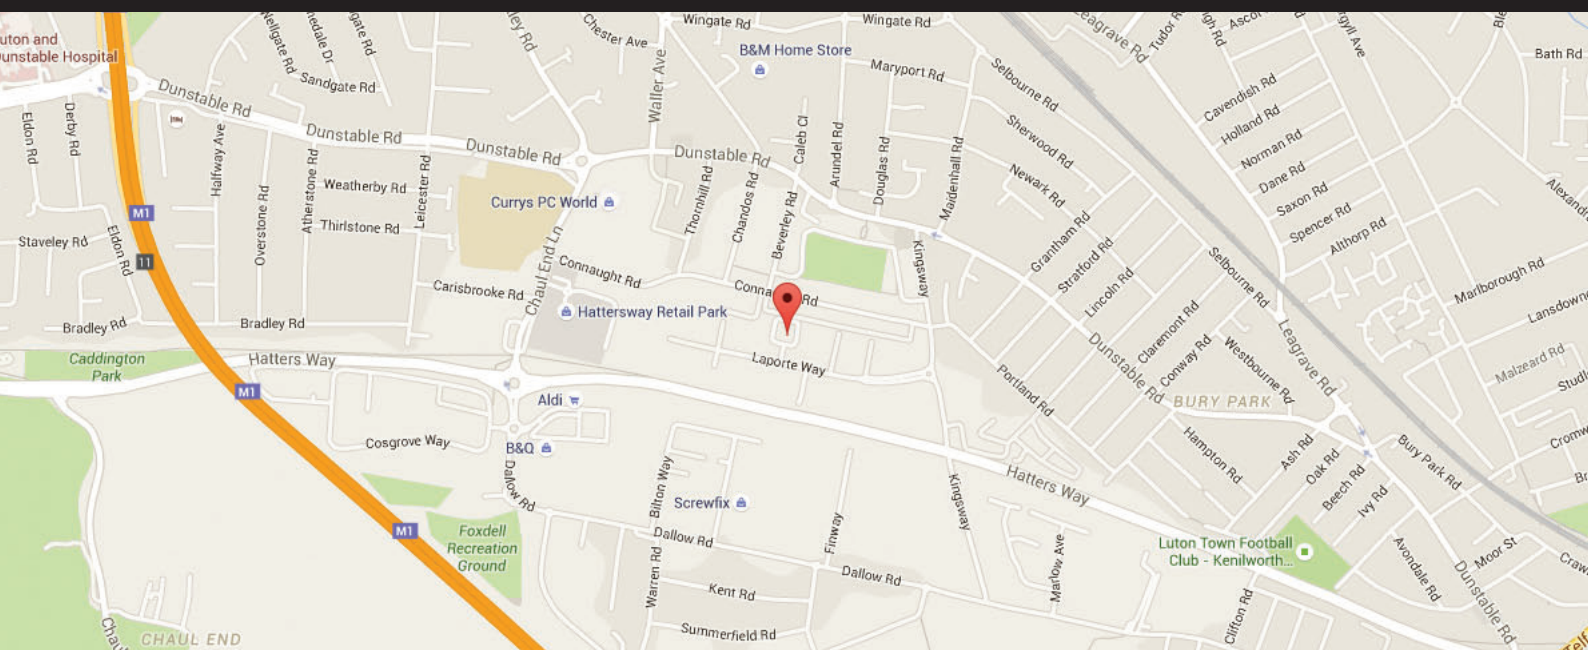 uton and
unstable Hospital
Wellgate Rd
Sandgate Rd
Dunstable Rd
Dunstable Rd
Dunstable Rd
Dunstable Rd
Chester Ave
Wingate Rd
Wingate Rd
B&M Home Store
Waller Ave
Maryport Rd
Selbourne Rd
Leagrave Rd
Cavendish Rd
Holland Rd
Norman Rd
Dane Rd
Saxon Rd
Spencer Rd
Althorp Rd
Bath Rd
Eldon Rd
Derby Rd
Halfway Ave
Overstone Rd
Atherstone Rd
Weatherby Rd
Thirlstone Rd
Leicester Rd
Currys PC World
Thornhill Rd
Chandos Rd
Beverley Rd
Caleb Cl
Arundel Rd
Douglas Rd
Maidenhall Rd
Sherwood Rd
Newark Rd
Grantham Rd
Stratford Rd
Lincoln Rd
Selbourne Rd
Marlborough Rd
M1
11
Staveley Rd
Eldon Rd
Chaul End Ln
Connaught Rd
Carisbrooke Rd
Hattersway Retail Park
Kingsway
Bradley Rd
Bradley Rd
Caddington
Park
Hatters Way
Laporte Way
Claremont Rd
Conway Rd
Westbourne Rd
Leagrave Rd
Dunstable Rd
Portland Rd
BURY PARK
Malzeard Rd
M1
Aldi
B&Q
Cosgrove Way
Dallow Rd
Bilton Way
Screwfix
Finway
Kingsway
Hatters Way
Hampton Rd
Ash Rd
Oak Rd
Beech Rd
Ivy Rd
Bury Park Rd
M1
Foxdell
Recreation
Ground
Dallow Rd
Dallow Rd
Warren Rd
Kent Rd
Summerfield Rd
Marlow Ave
Luton Town Football
Club - Kenilworth...
Avondale Rd
Moor St
Dunstable Rd
Clifton Rd
CHAUL END